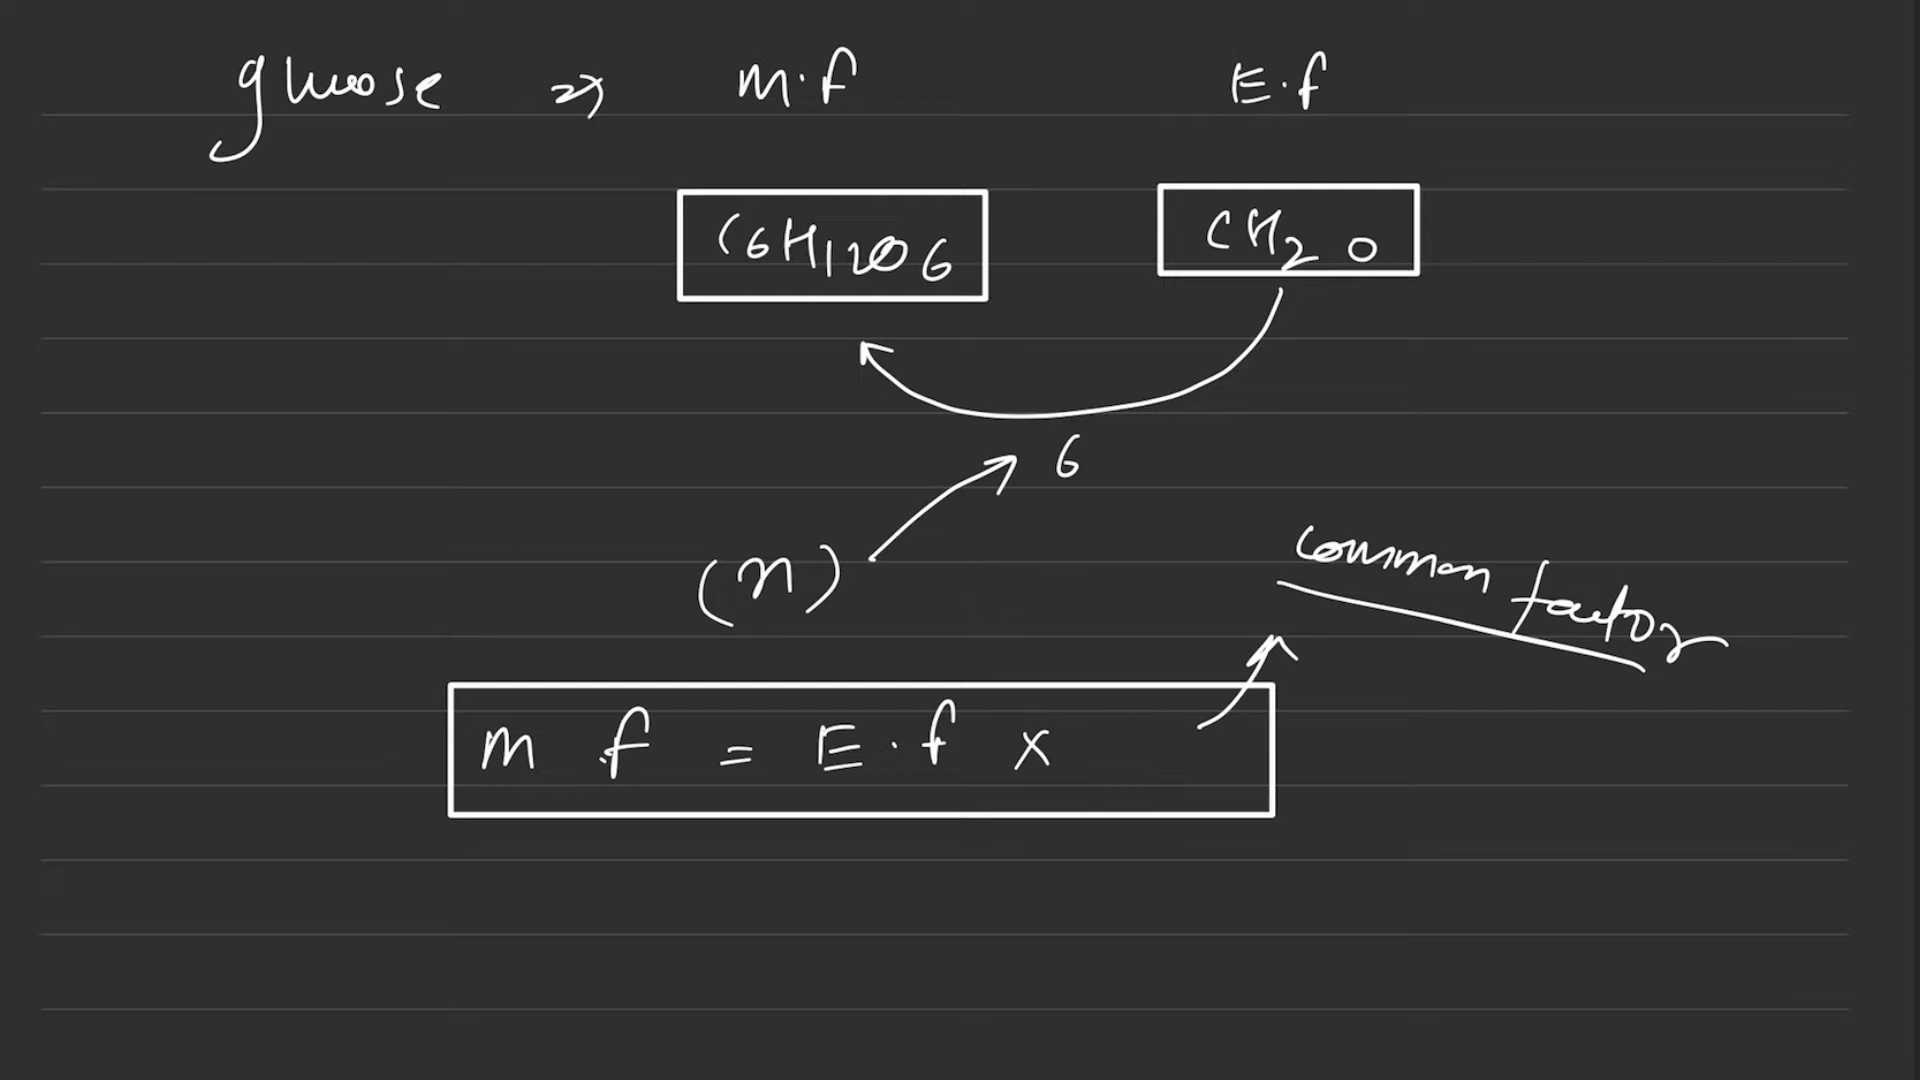 glucose => m.f E.f
C6H12O6 CH2O
6
(n)
common factor
m.f = E.f x